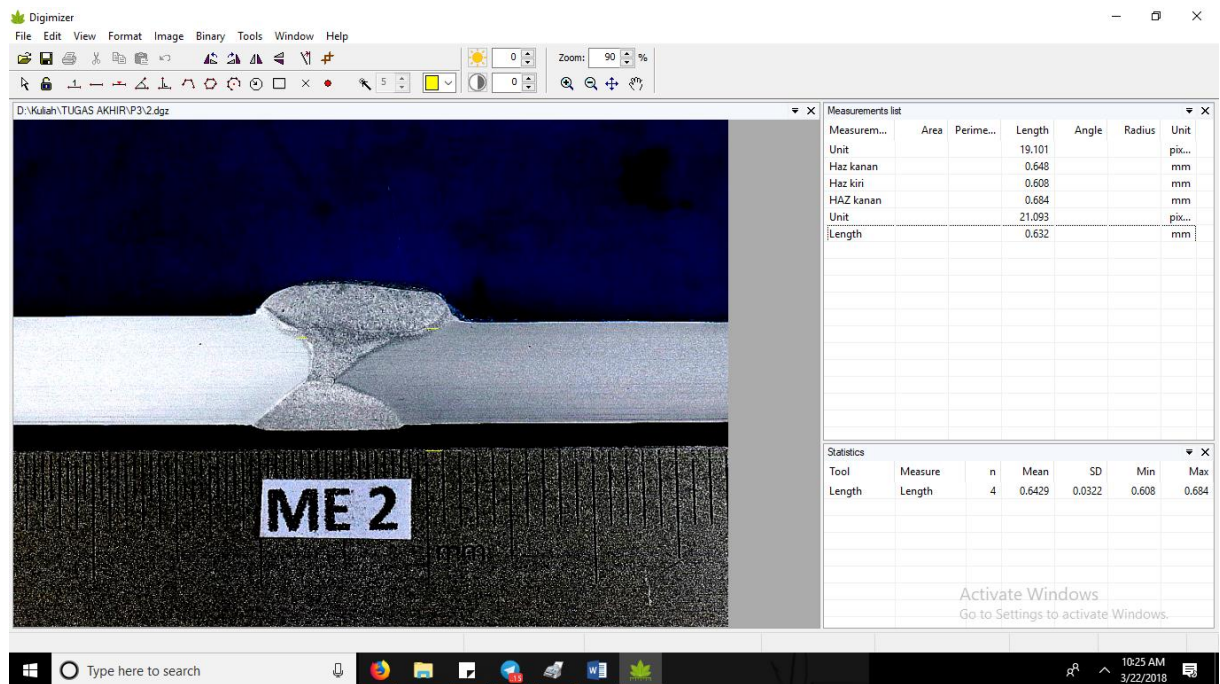 Digimizer
File Edit View Format Image Binary Tools Window Help
0 Zoom: 90 %
5 0
D:\Kuliah\TUGAS AKHIR\P3\2.dgz
Measurements list
Measurem... Area Perime... Length Angle Radius Unit
Unit 19.101 pix...
Haz kanan 0.648 mm
Haz kiri 0.608 mm
HAZ kanan 0.684 mm
Unit 21.093 pix...
Length 0.632 mm
ME 2
mm
Statistics
Tool Measure n Mean SD Min Max
Length Length 4 0.6429 0.0322 0.608 0.684
Activate Windows
Go to Settings to activate Windows.
Type here to search
15
10:25 AM
3/22/2018